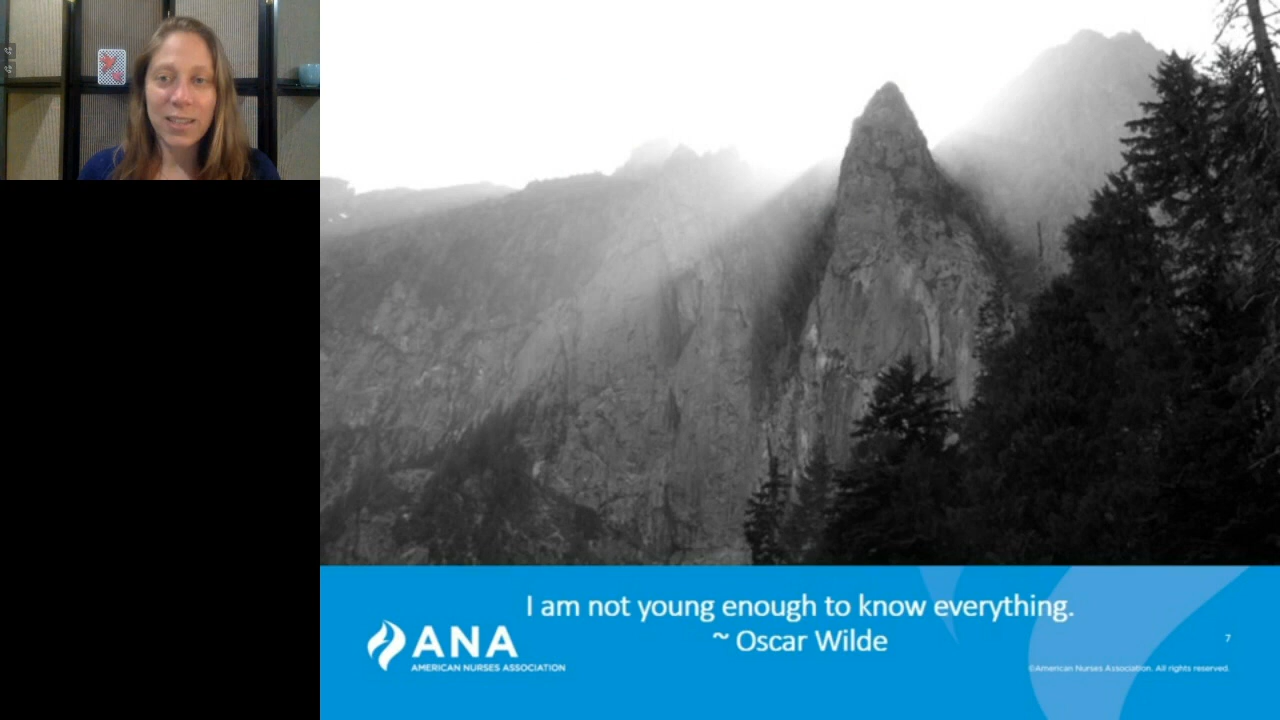 I am not young enough to know everything.
~ Oscar Wilde
ANA
AMERICAN NURSES ASSOCIATION
7
©American Nurses Association. All rights reserved.